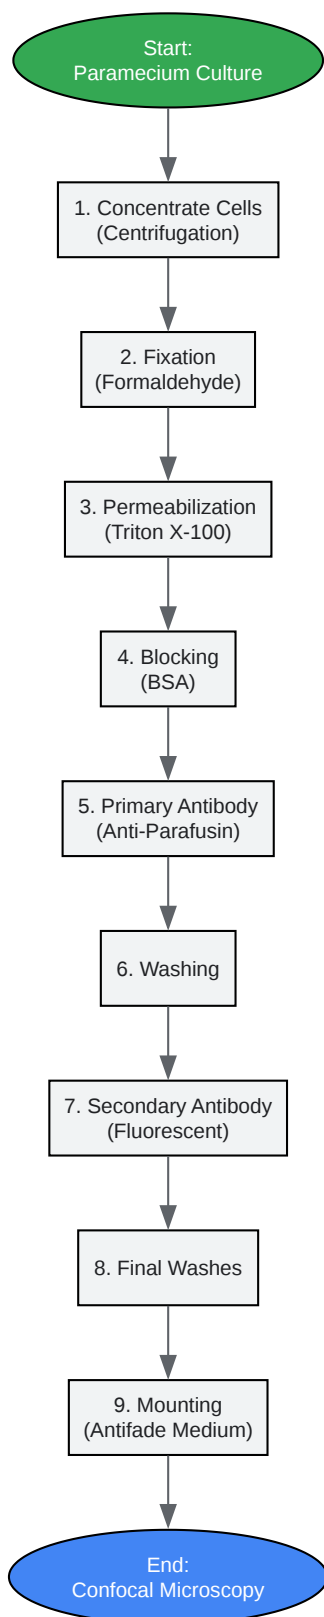 Start:
Paramecium Culture
1. Concentrate Cells
(Centrifugation)
2. Fixation
(Formaldehyde)
3. Permeabilization
(Triton X-100)
4. Blocking
(BSA)
5. Primary Antibody
(Anti-Parafusin)
6. Washing
7. Secondary Antibody
(Fluorescent)
8. Final Washes
9. Mounting
(Antifade Medium)
End:
Confocal Microscopy